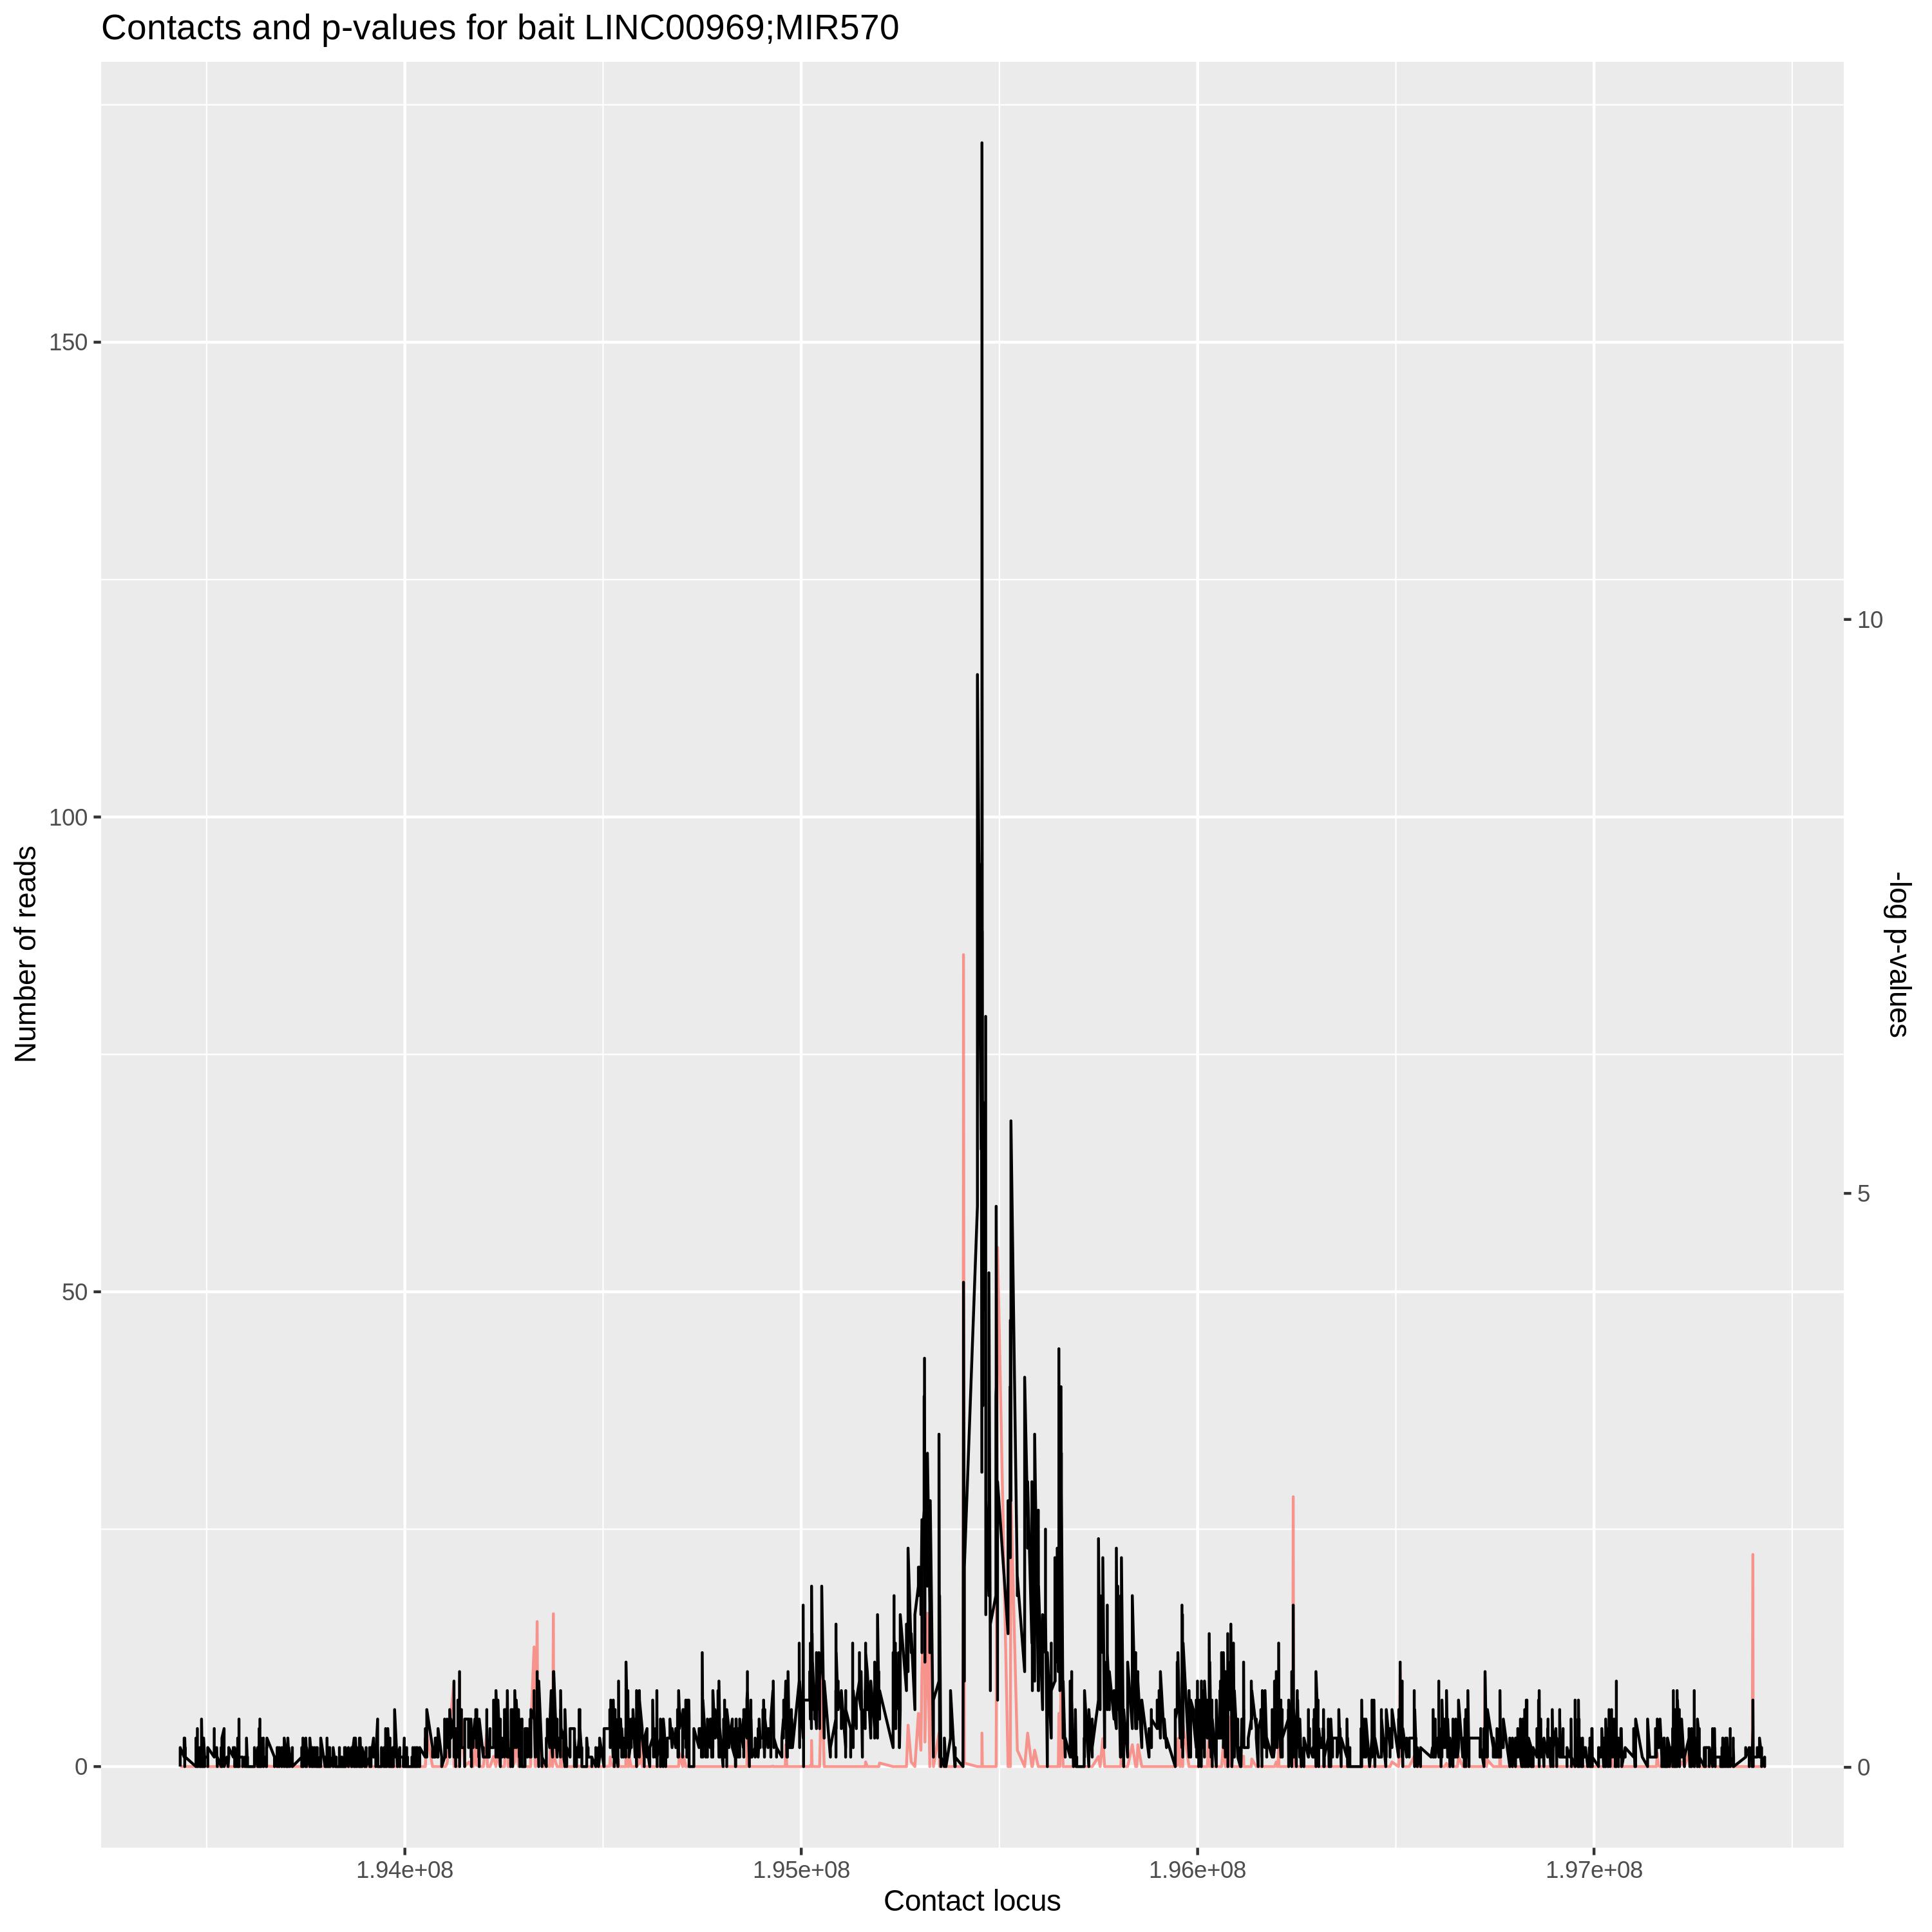 Contacts and p-values for bait LINC00969;MIR570
150
100
50
0
Number of reads
10
5
0
-log p-values
1.94e+08
1.95e+08
1.96e+08
1.97e+08
Contact locus